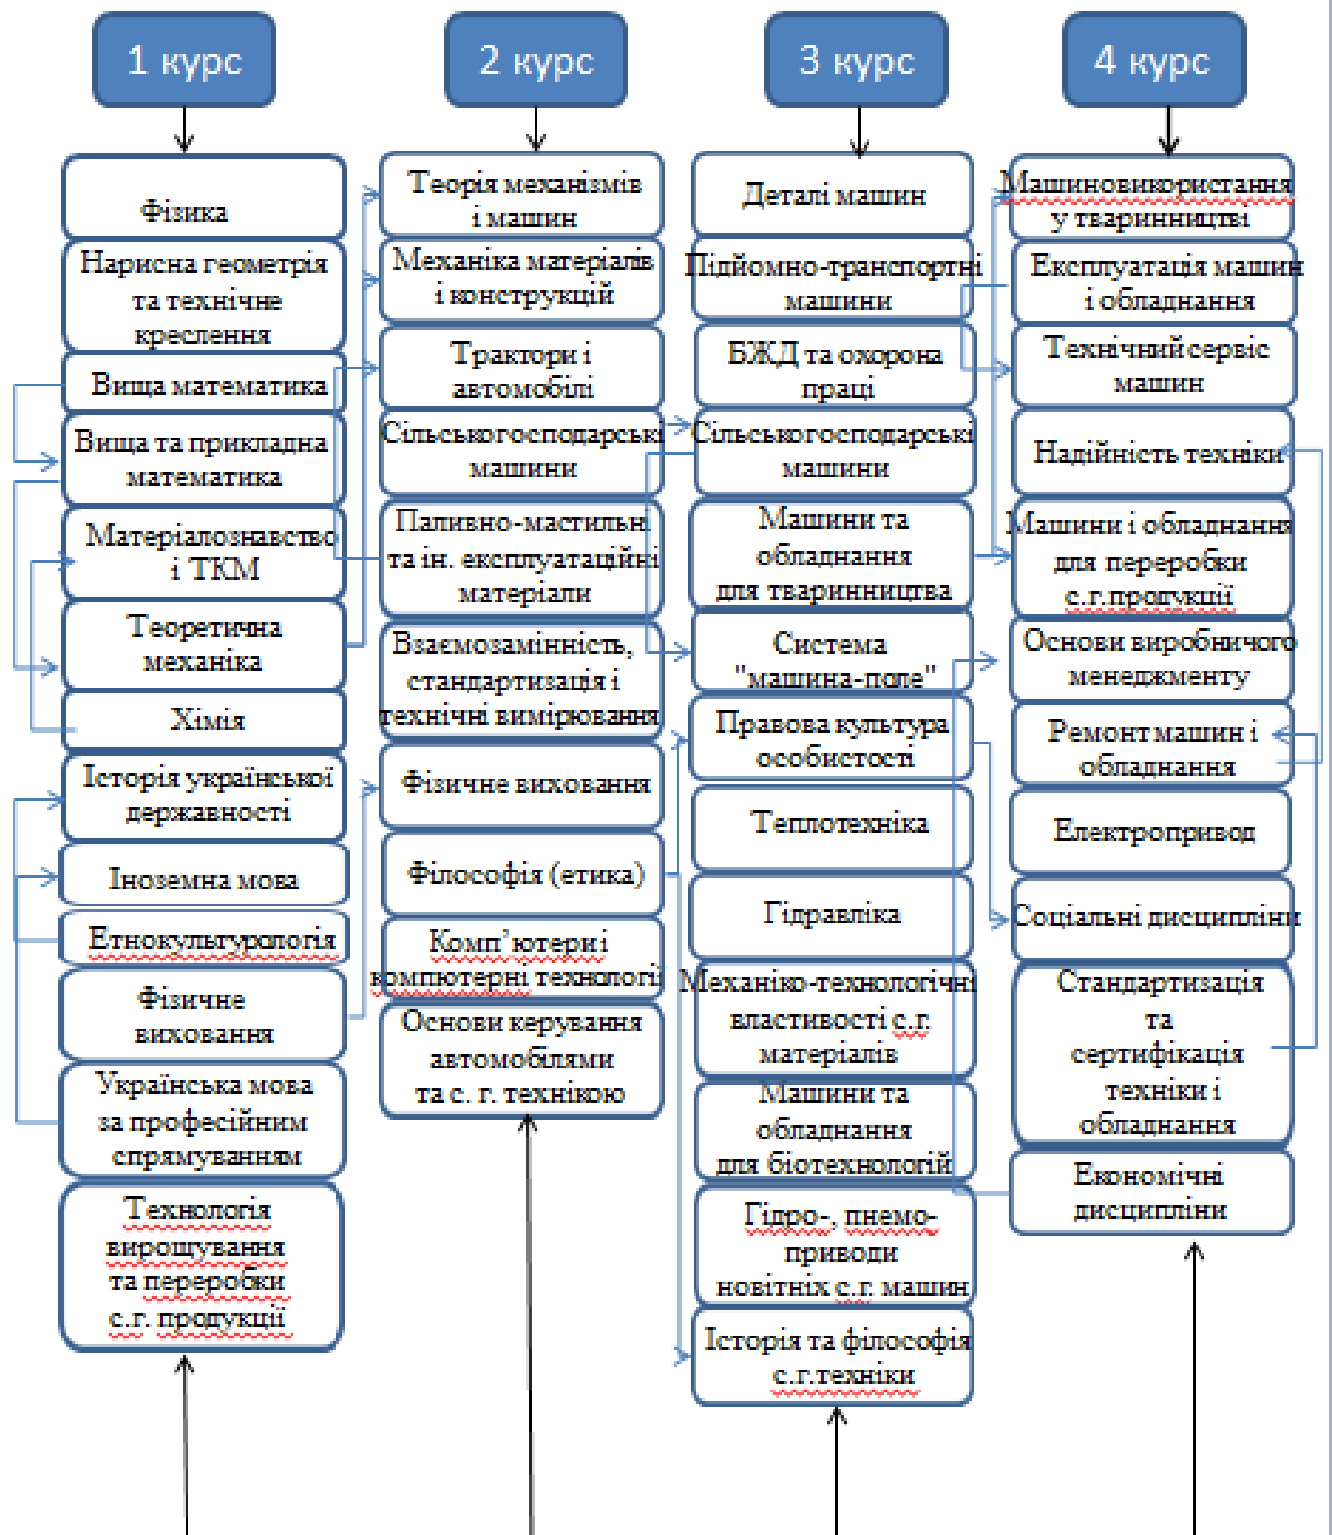 1 курс
Фізика
Нарисна геометрія
та технічне
креслення
Вища математика
Вища та прикладна
математика
Матеріалознавство
і ТКМ
Теоретична
механіка
Хімія
Історія української
державності
Іноземна мова
Етнокультурологія
Фізичне
виховання
Українська мова
за професійним
спрямуванням
Технологія
вирощування
та переробки
с.г. продукції
2 курс
Теорія механізмів
і машин
Механіка матеріалів
і конструкцій
Трактори і
автомобілі
Сільськогосподарські
машини
Паливно-мастильні
та ін. експлуатаційні
матеріали
Взаємозамінність,
стандартизація і
технічні вимірювання
Фізичне виховання
Філософія (етика)
Комп’ютери і
компютерні технології
Основи керування
автомобілями
та с. г. технікою
3 курс
Деталі машин
Підйомно-транспортні
машини
БЖД та охорона
праці
Сільськогосподарські
машини
Машини та
обладнання
для тваринництва
Система
"машина-поле"
Правова культура
особистості
Теплотехніка
Гідравліка
Механіко-технологічні
властивості с.г.
матеріалів
Машини та
обладнання
для біотехнологій
Гідро-, пнемо-
приводи
новітніх с.г. машин
Історія та філософія
с.г.техніки
4 курс
Машиновикористання
у тваринництві
Експлуатація машин
і обладнання
Технічний сервіс
машин
Надійність техніки
Машини і обладнання
для переробки
с.г.продукції
Основи виробничого
менеджменту
Ремонт машин і
обладнання
Електропривод
Соціальні дисципліни
Стандартизація
та
сертифікація
техніки і
обладнання
Економічні
дисципліни